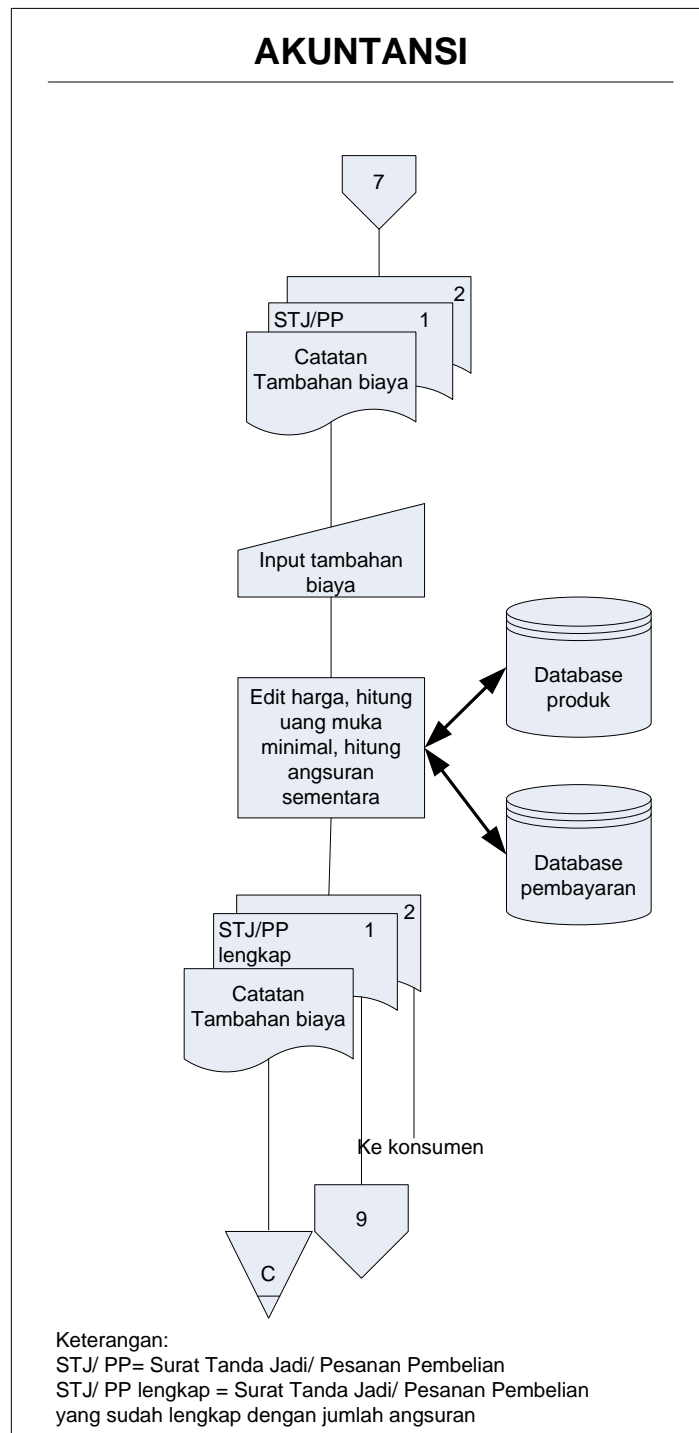 AKUNTANSI
7
2
STJ/PP 1
Catatan
Tambahan biaya
Input tambahan
biaya
Edit harga, hitung
uang muka
minimal, hitung
angsuran
sementara
Database
produk
Database
pembayaran
2
STJ/PP 1
lengkap
Catatan
Tambahan biaya
Ke konsumen
9
C
Keterangan:
STJ/ PP= Surat Tanda Jadi/ Pesanan Pembelian
STJ/ PP lengkap = Surat Tanda Jadi/ Pesanan Pembelian
yang sudah lengkap dengan jumlah angsuran